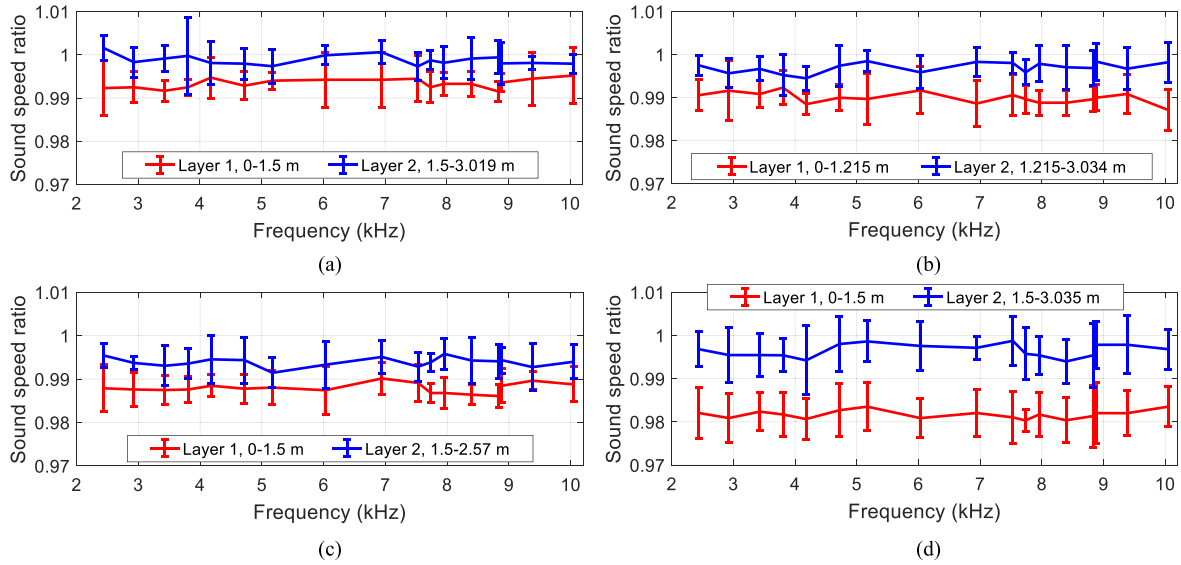 1.01
1
0.99
0.98
0.97
Sound speed ratio
Layer 1, 0-1.5 m
Layer 2, 1.5-3.019 m
2 3 4 5 6 7 8 9 10
Frequency (kHz)
(a)
1.01
1
0.99
0.98
0.97
Sound speed ratio
Layer 1, 0-1.215 m
Layer 2, 1.215-3.034 m
2 3 4 5 6 7 8 9 10
Frequency (kHz)
(b)
1.01
1
0.99
0.98
0.97
Sound speed ratio
Layer 1, 0-1.5 m
Layer 2, 1.5-2.57 m
2 3 4 5 6 7 8 9 10
Frequency (kHz)
(c)
1.01
1
0.99
0.98
0.97
Sound speed ratio
Layer 1, 0-1.5 m
Layer 2, 1.5-3.035 m
2 3 4 5 6 7 8 9 10
Frequency (kHz)
(d)